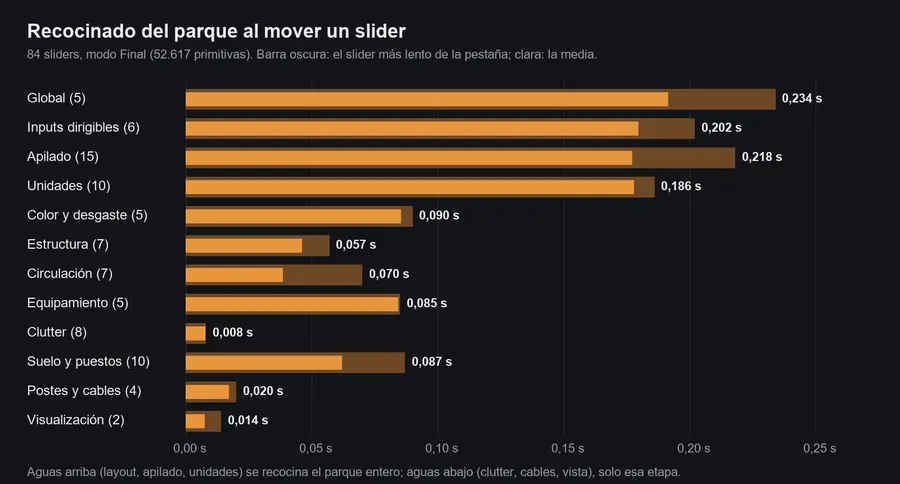 Recocinado del parque al mover un slider
84 sliders, modo Final (52.617 primitivas). Barra oscura: el slider más lento de la pestaña; clara: la media.
Global (5) 0,234 s
Inputs dirigibles (6) 0,202 s
Apilado (15) 0,218 s
Unidades (10) 0,186 s
Color y desgaste (5) 0,090 s
Estructura (7) 0,057 s
Circulación (7) 0,070 s
Equipamiento (5) 0,085 s
Clutter (8) 0,008 s
Suelo y puestos (10) 0,087 s
Postes y cables (4) 0,020 s
Visualización (2) 0,014 s
0,00 s 0,05 s 0,10 s 0,15 s 0,20 s 0,25 s
Aguas arriba (layout, apilado, unidades) se recocina el parque entero; aguas abajo (clutter, cables, vista), solo esa etapa.